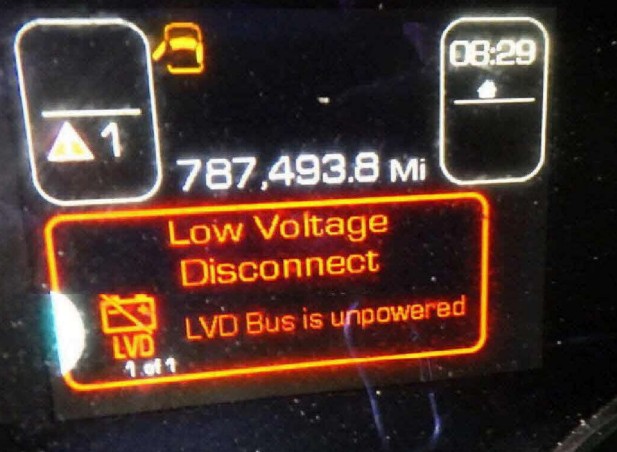 08:29
1
787,493.8 Mi
Low Voltage
Disconnect
LVD Bus is unpowered
LVD
1 of 1